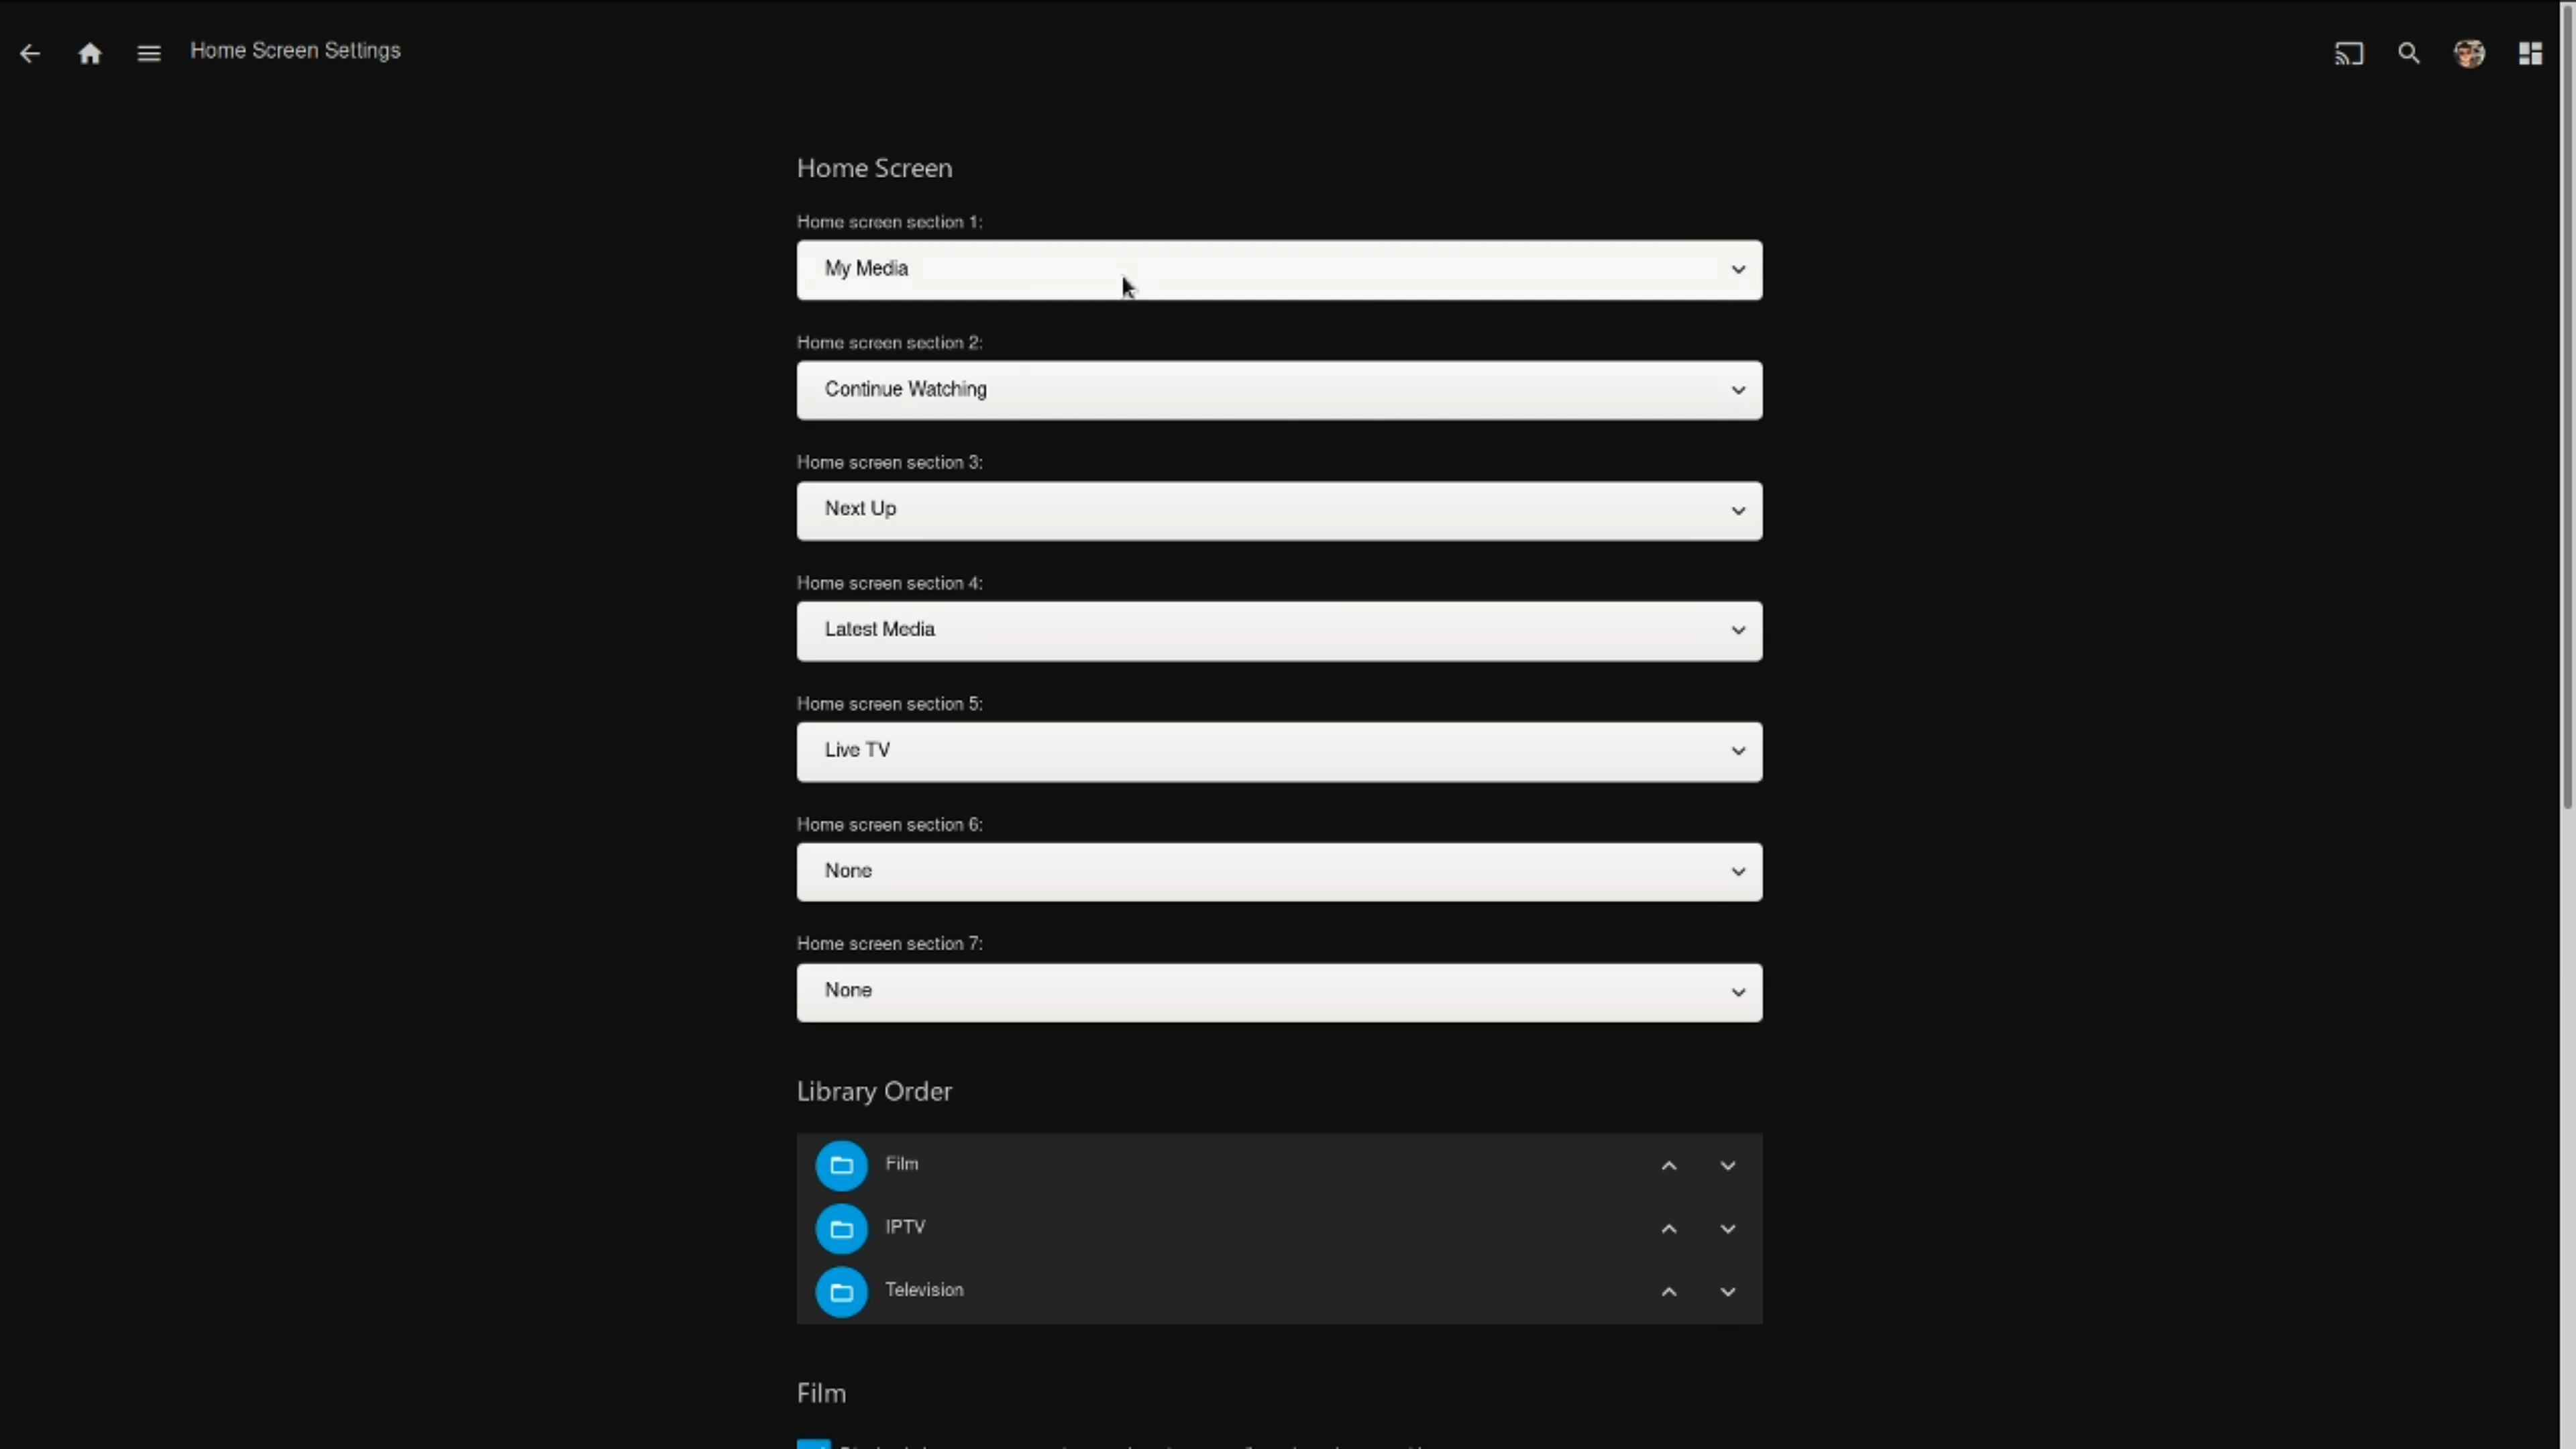 Home Screen Settings
Home Screen
Home screen section 1:
My Media
Home screen section 2:
Continue Watching
Home screen section 3:
Next Up
Home screen section 4:
Latest Media
Home screen section 5:
Live TV
Home screen section 6:
None
Home screen section 7:
None
Library Order
Film
IPTV
Television
Film